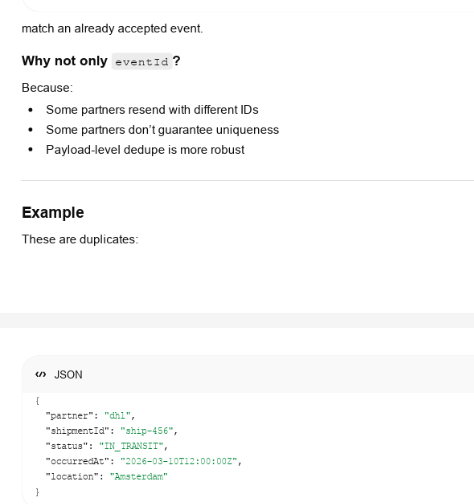 match an already accepted event.
Why not only eventId?
Because:
• Some partners resend with different IDs
• Some partners don't guarantee uniqueness
• Payload-level dedupe is more robust
Example
These are duplicates:
JSON
{
"partner": "dhl",
"shipmentId": "ship-456",
"status": "IN_TRANSIT",
"occurredAt": "2026-03-10T12:00:00Z",
"location": "Amsterdam"
}